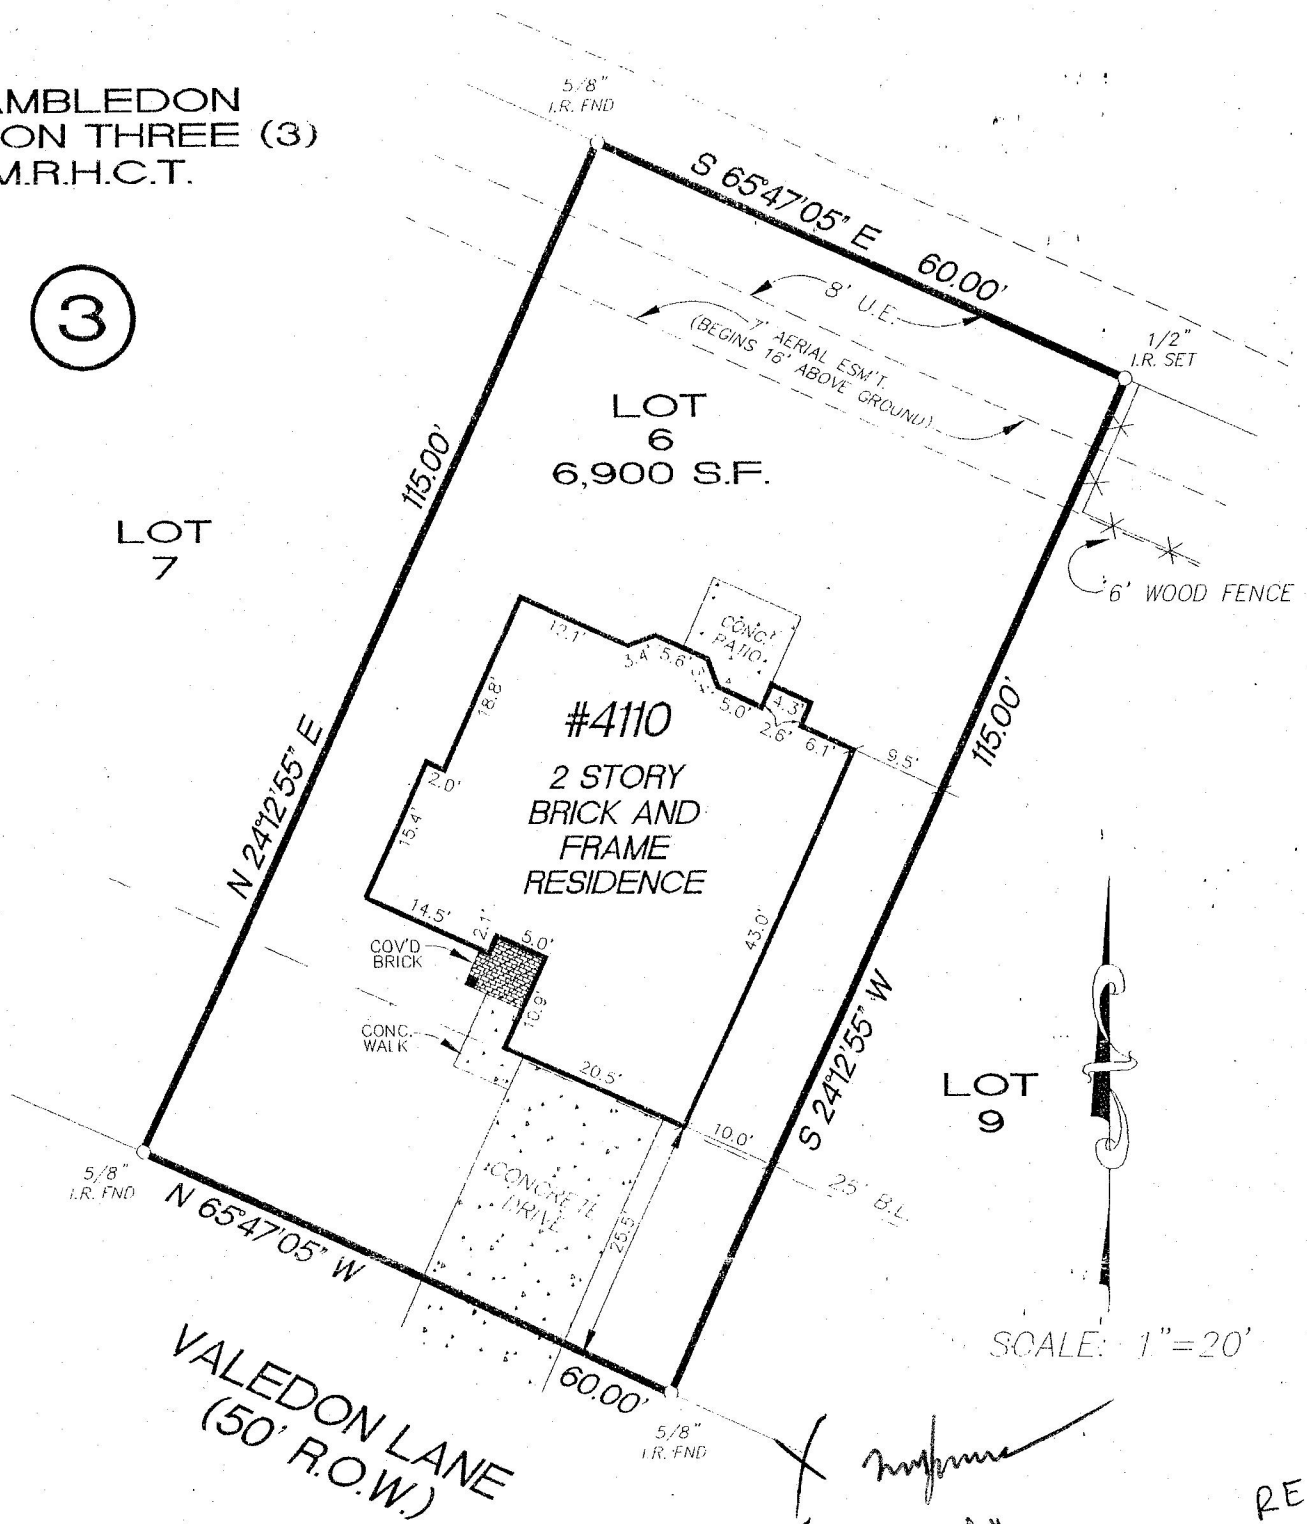 AMBLEDON
ON THREE (3)
M.R.H.C.T.
3
5/8"
I.R. FND
S 65°47'05" E 60.00'
8' U.E.
7' AERIAL ESM'T.
(BEGINS 16' ABOVE GROUND)
1/2"
I.R. SET
LOT
6
6,900 S.F.
115.00'
LOT
7
6' WOOD FENCE
CONC.
PATIO
3.4'
5.6'
5.0'
4.3'
2.6'
6.1'
9.5'
18.8'
#4110
2 STORY
BRICK AND
FRAME
RESIDENCE
115.00'
N 24°12'55" E
2.0'
15.4'
14.5'
2.1'
5.0'
43.0'
COV'D
BRICK
CONC.
WALK
10.9'
20.5'
S 24°12'55" W
LOT
9
10.0'
25' B.L.
5/8"
I.R. FND
CONCRETE
DRIVE
25.5'
N 65°47'05" W
60.00'
SCALE: 1"=20'
VALEDON LANE
(50' R.O.W.)
5/8"
I.R. FND
RE